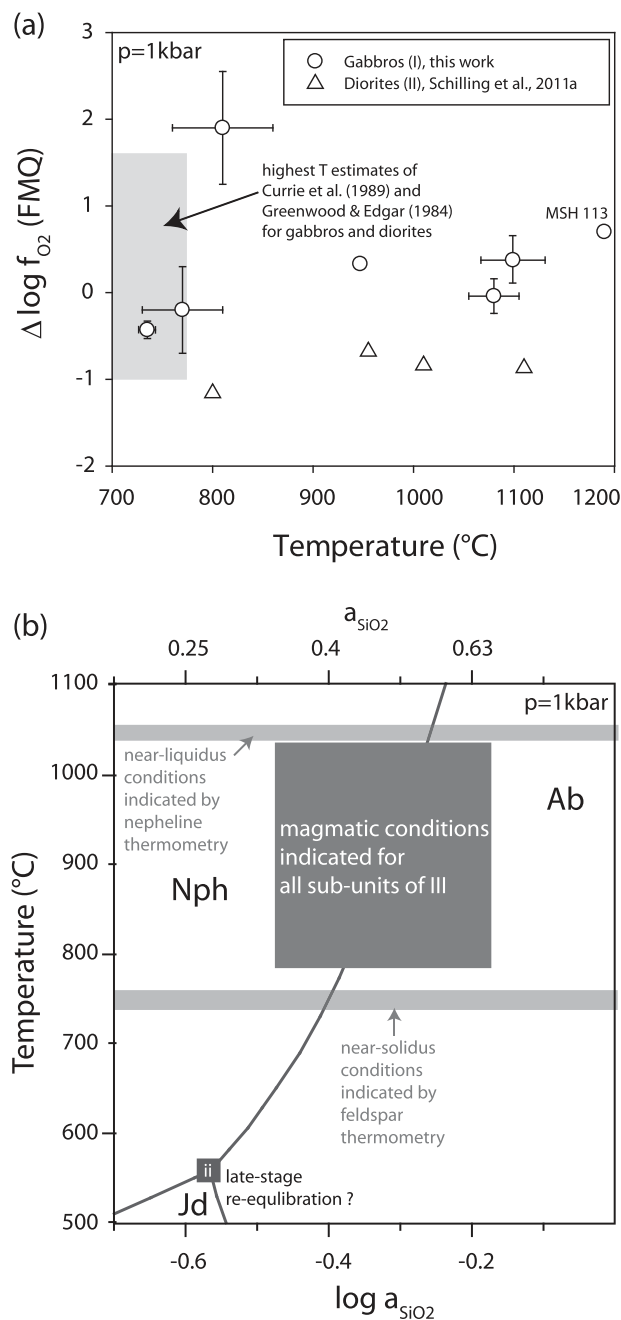 (a)
p=1kbar
Gabbros (I), this work
Diorites (II), Schilling et al., 2011a
highest T estimates of
Currie et al. (1989) and
Greenwood & Edgar (1984)
for gabbros and diorites
MSH 113
3
2
1
0
-1
-2
Δ log fO2 (FMQ)
700 800 900 1000 1100 1200
Temperature (°C)
(b)
aSiO2
0.25 0.4 0.63
p=1kbar
near-liquidus
conditions
indicated by
nepheline
thermometry
magmatic conditions
indicated for
all sub-units of III
Nph
Ab
near-solidus
conditions
indicated by
feldspar
thermometry
ii
late-stage
re-equlibration ?
Jd
1100
1000
900
800
700
600
500
Temperature (°C)
-0.6 -0.4 -0.2
log aSiO2